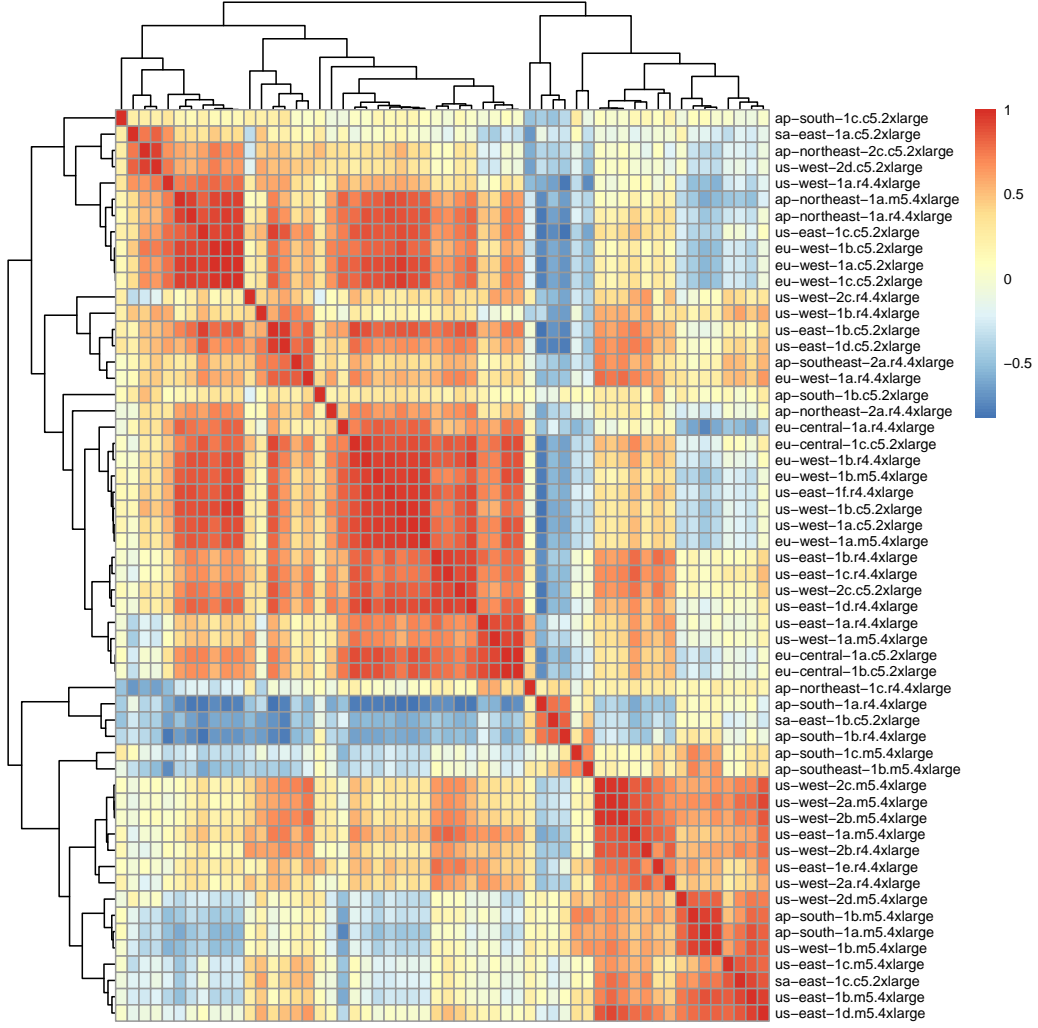 ap−south−1c.c5.2xlarge
sa−east−1a.c5.2xlarge
ap−northeast−2c.c5.2xlarge
us−west−2d.c5.2xlarge
us−west−1a.r4.4xlarge
ap−northeast−1a.m5.4xlarge
ap−northeast−1a.r4.4xlarge
us−east−1c.c5.2xlarge
eu−west−1b.c5.2xlarge
eu−west−1a.c5.2xlarge
eu−west−1c.c5.2xlarge
us−west−2c.r4.4xlarge
us−west−1b.r4.4xlarge
us−east−1b.c5.2xlarge
us−east−1d.c5.2xlarge
ap−southeast−2a.r4.4xlarge
eu−west−1a.r4.4xlarge
ap−south−1b.c5.2xlarge
ap−northeast−2a.r4.4xlarge
eu−central−1a.r4.4xlarge
eu−central−1c.c5.2xlarge
eu−west−1b.r4.4xlarge
eu−west−1b.m5.4xlarge
us−east−1f.r4.4xlarge
us−west−1b.c5.2xlarge
us−west−1a.c5.2xlarge
eu−west−1a.m5.4xlarge
us−east−1b.r4.4xlarge
us−east−1c.r4.4xlarge
us−west−2c.c5.2xlarge
us−east−1d.r4.4xlarge
us−east−1a.r4.4xlarge
us−west−1a.m5.4xlarge
eu−central−1a.c5.2xlarge
eu−central−1b.c5.2xlarge
ap−northeast−1c.r4.4xlarge
ap−south−1a.r4.4xlarge
sa−east−1b.c5.2xlarge
ap−south−1b.r4.4xlarge
ap−south−1c.m5.4xlarge
ap−southeast−1b.m5.4xlarge
us−west−2c.m5.4xlarge
us−west−2a.m5.4xlarge
us−west−2b.m5.4xlarge
us−east−1a.m5.4xlarge
us−west−2b.r4.4xlarge
us−east−1e.r4.4xlarge
us−west−2a.r4.4xlarge
us−west−2d.m5.4xlarge
ap−south−1b.m5.4xlarge
ap−south−1a.m5.4xlarge
us−west−1b.m5.4xlarge
us−east−1c.m5.4xlarge
sa−east−1c.c5.2xlarge
us−east−1b.m5.4xlarge
us−east−1d.m5.4xlarge
1
0.5
0
−0.5